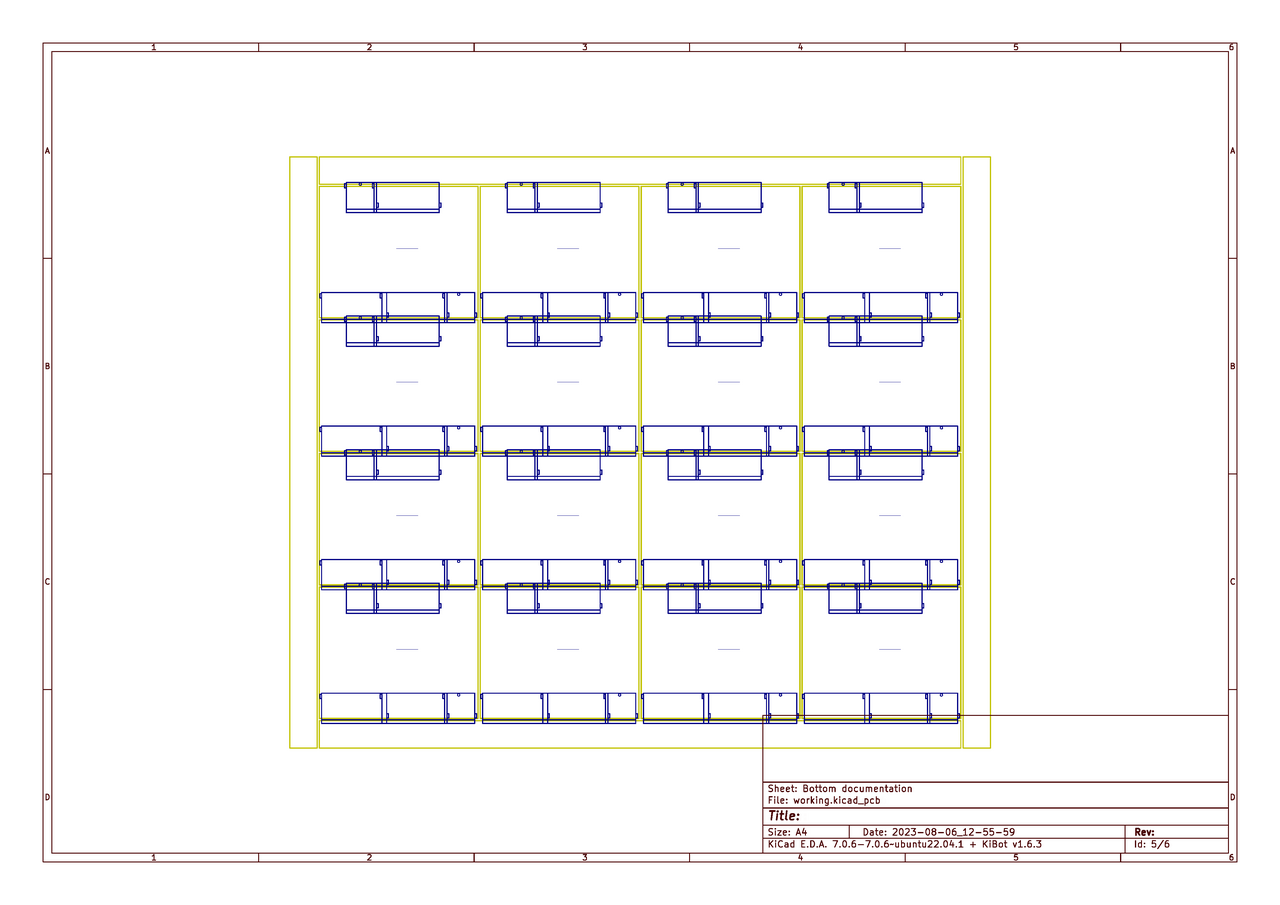 1 2 3 4 5 6
A A
B B
C C
D D
Sheet: Bottom documentation
File: working.kicad_pcb
Title:
Size: A4 Date: 2023-08-06_12-55-59 Rev:
KiCad E.D.A. 7.0.6-7.0.6~ubuntu22.04.1 + KiBot v1.6.3 Id: 5/6
1 2 3 4 5 6